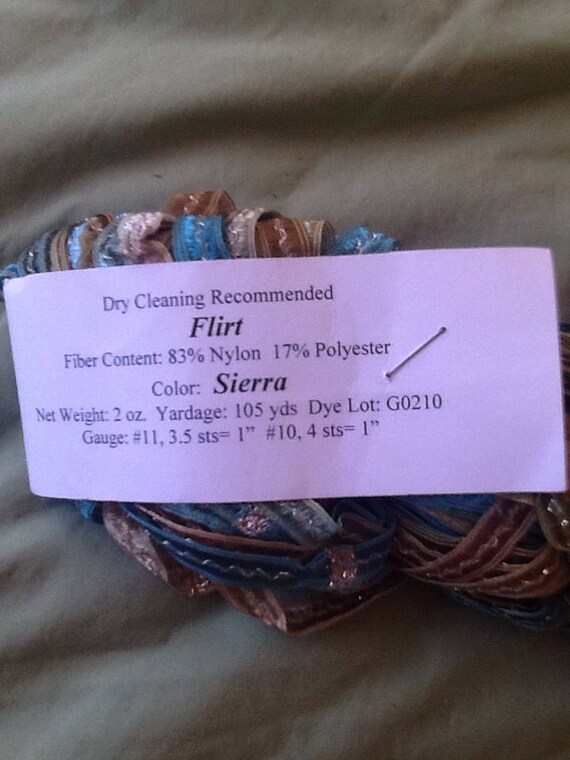 Dry Cleaning Recommended
Flirt
Fiber Content: 83% Nylon 17% Polyester
Color: Sierra
Net Weight: 2 oz. Yardage: 105 yds Dye Lot: G0210
Gauge: #11, 3.5 sts= 1” #10, 4 sts= 1”